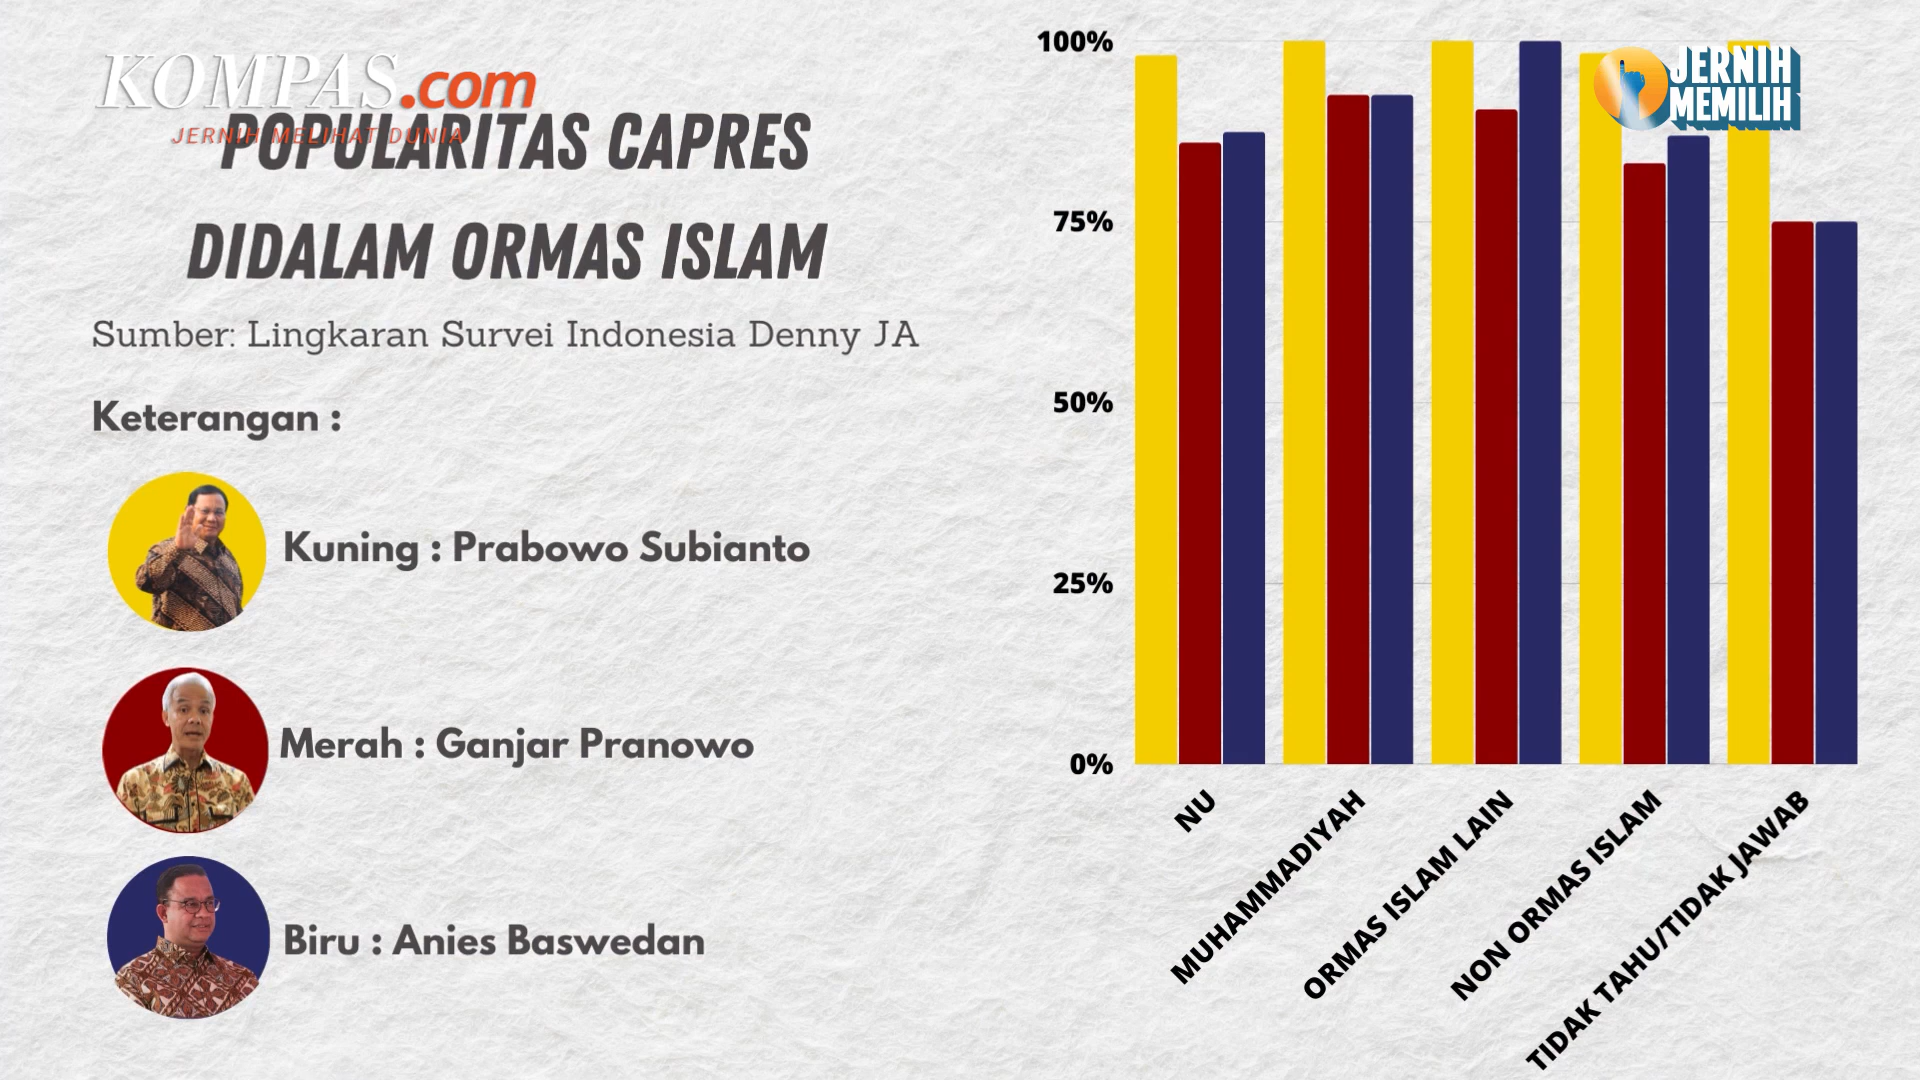 KOMPAS.com
JERNIH MELIHAT DUNIA
POPULARITAS CAPRES
DIDALAM ORMAS ISLAM
Sumber: Lingkaran Survei Indonesia Denny JA
Keterangan :
Kuning : Prabowo Subianto
Merah : Ganjar Pranowo
Biru : Anies Baswedan
JERNIH
MEMILIH
100%
75%
50%
25%
0%
NU
MUHAMMADIYAH
ORMAS ISLAM LAIN
NON ORMAS ISLAM
TIDAK TAHU/TIDAK JAWAB